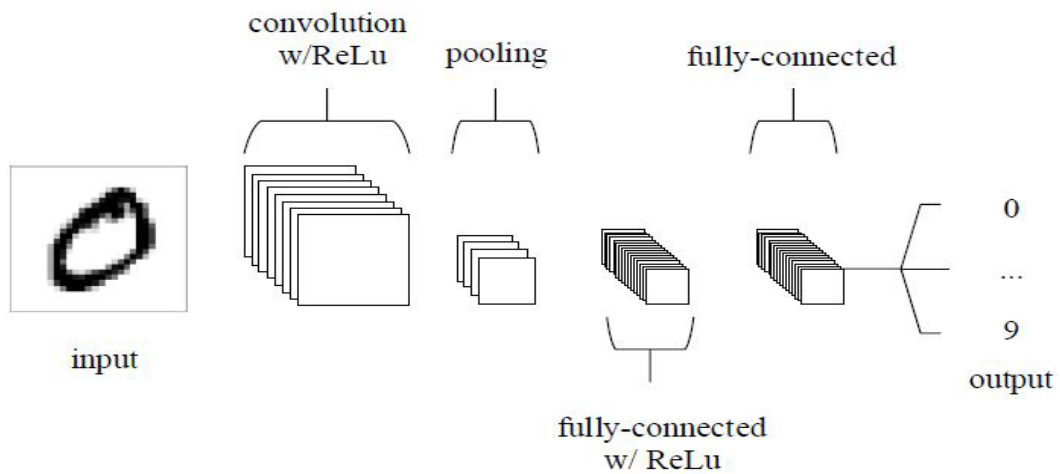 convolution
w/ReLu
pooling
fully-connected
input
0
...
9
output
fully-connected
w/ ReLu